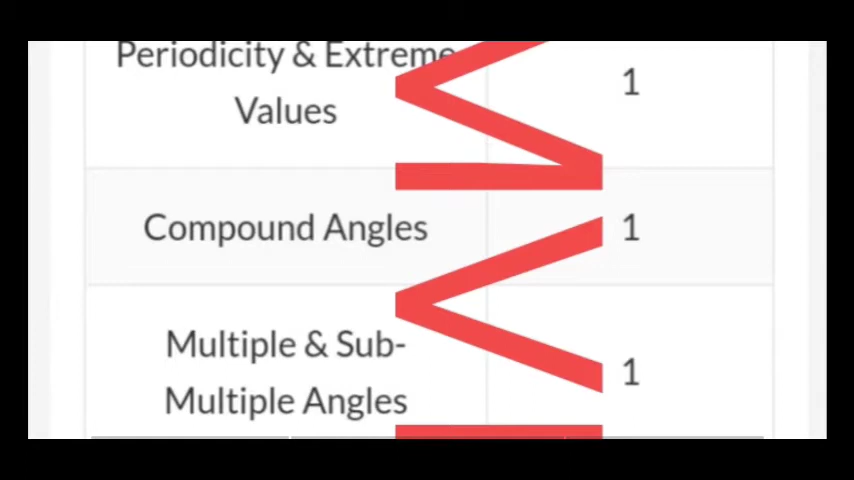 Periodicity & Extreme
Values
1
Compound Angles
1
Multiple & Sub-
Multiple Angles
1